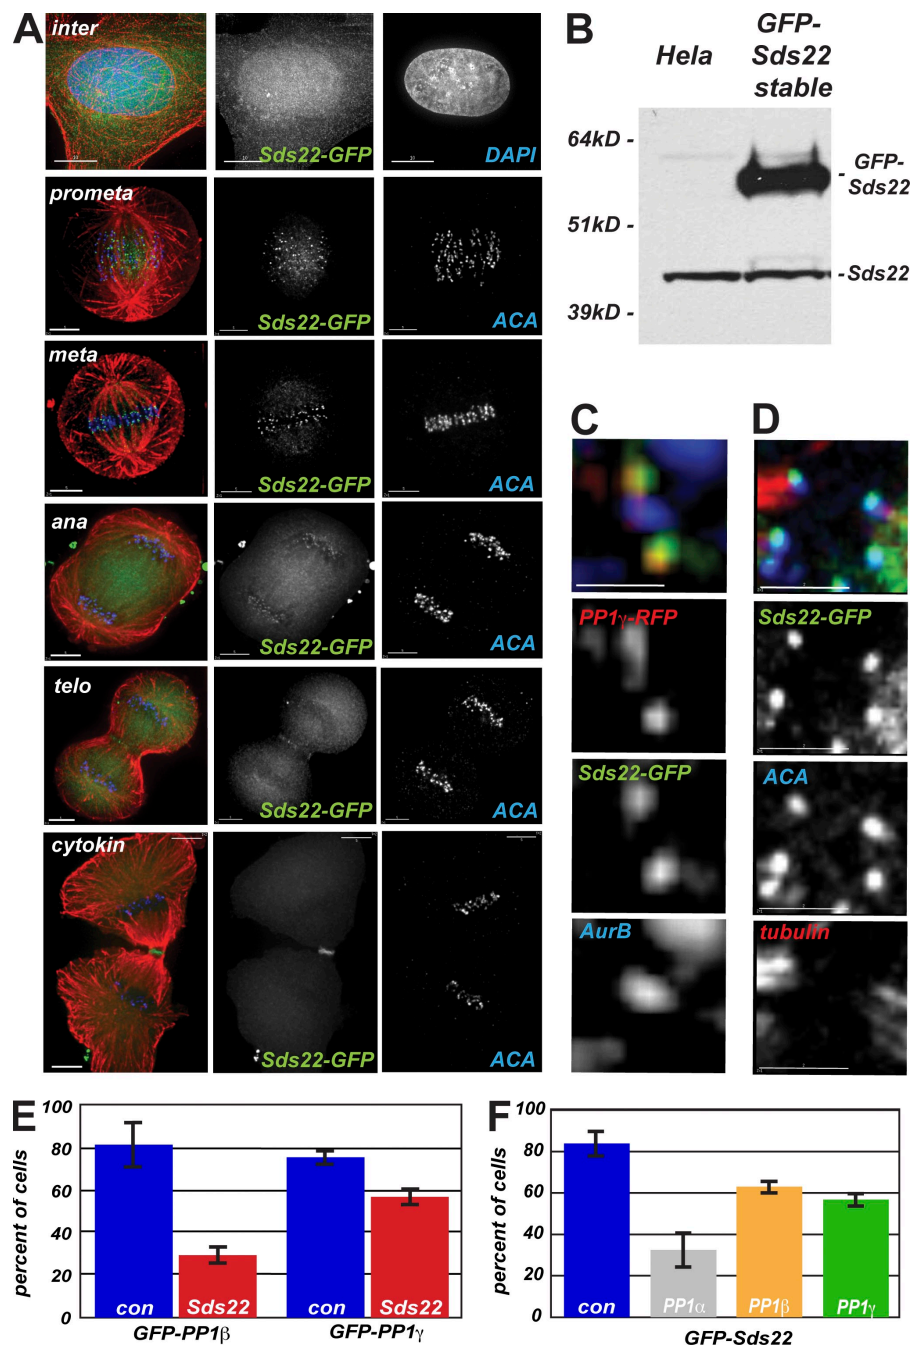 A
inter
Sds22-GFP
DAPI
prometa
Sds22-GFP
ACA
meta
Sds22-GFP
ACA
ana
Sds22-GFP
ACA
telo
Sds22-GFP
ACA
cytokin
Sds22-GFP
ACA
B
Hela
GFP-
Sds22
stable
64kD -
51kD -
39kD -
- GFP-
Sds22
-Sds22
C
PP1γ-RFP
Sds22-GFP
AurB
D
Sds22-GFP
ACA
tubulin
E
percent of cells
100
80
60
40
20
0
con
Sds22
con
Sds22
GFP-PP1β
GFP-PP1γ
F
percent of cells
100
80
60
40
20
0
con
PP1α
PP1β
PP1γ
GFP-Sds22